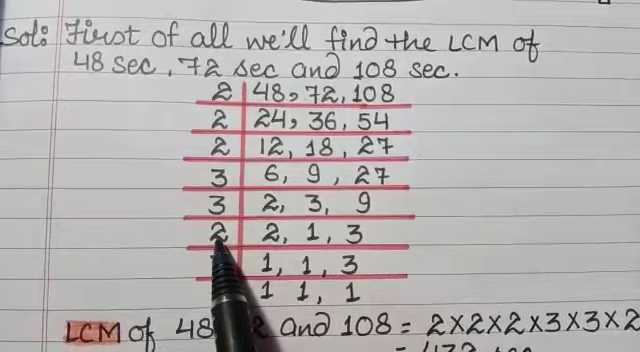 Sol: First of all we'll find the LCM of
48 sec, 72 sec and 108 sec.
2 | 48, 72, 108
2 | 24, 36, 54
2 | 12, 18, 27
3 | 6, 9, 27
3 | 2, 3, 9
2 | 2, 1, 3
1, 1, 3
1 1, 1
LCM of 48 and 108 = 2×2×2×3×3×2
=